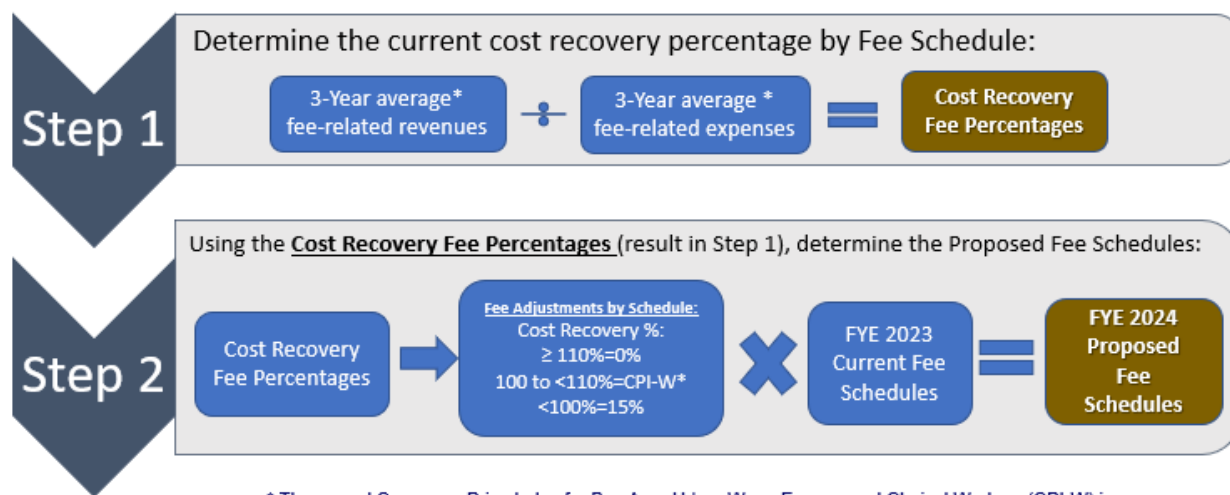 Step 1
Determine the current cost recovery percentage by Fee Schedule:
3-Year average*
fee-related revenues
3-Year average *
fee-related expenses
Cost Recovery
Fee Percentages
Step 2
Using the Cost Recovery Fee Percentages (result in Step 1), determine the Proposed Fee Schedules:
Cost Recovery
Fee Percentages
Fee Adjustments by Schedule:
Cost Recovery %:
≥ 110%=0%
100 to <110%=CPI-W*
<100%=15%
FYE 2023
Current Fee
Schedules
FYE 2024
Proposed
Fee
Schedules